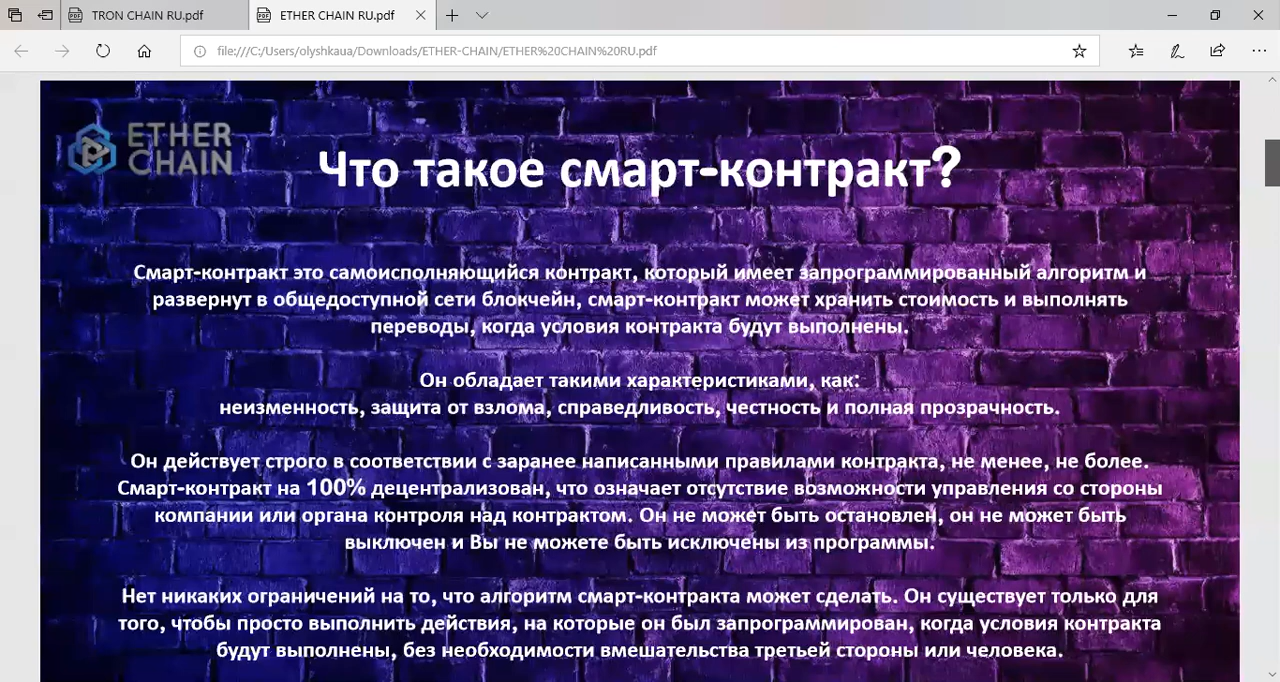 TRON CHAIN RU.pdf
ETHER CHAIN RU.pdf
file:///C:/Users/olyshkaua/Downloads/ETHER-CHAIN/ETHER%20CHAIN%20RU.pdf
ETHER
CHAIN
Что такое смарт-контракт?
Смарт-контракт это самоисполняющийся контракт, который имеет запрограммированный алгоритм и
развернут в общедоступной сети блокчейн, смарт-контракт может хранить стоимость и выполнять
переводы, когда условия контракта будут выполнены.
Он обладает такими характеристиками, как:
неизменность, защита от взлома, справедливость, честность и полная прозрачность.
Он действует строго в соответствии с заранее написанными правилами контракта, не менее, не более.
Смарт-контракт на 100% децентрализован, что означает отсутствие возможности управления со стороны
компании или органа контроля над контрактом. Он не может быть остановлен, он не может быть
выключен и Вы не можете быть исключены из программы.
Нет никаких ограничений на то, что алгоритм смарт-контракта может сделать. Он существует только для
того, чтобы просто выполнить действия, на которые он был запрограммирован, когда условия контракта
будут выполнены, без необходимости вмешательства третьей стороны или человека.